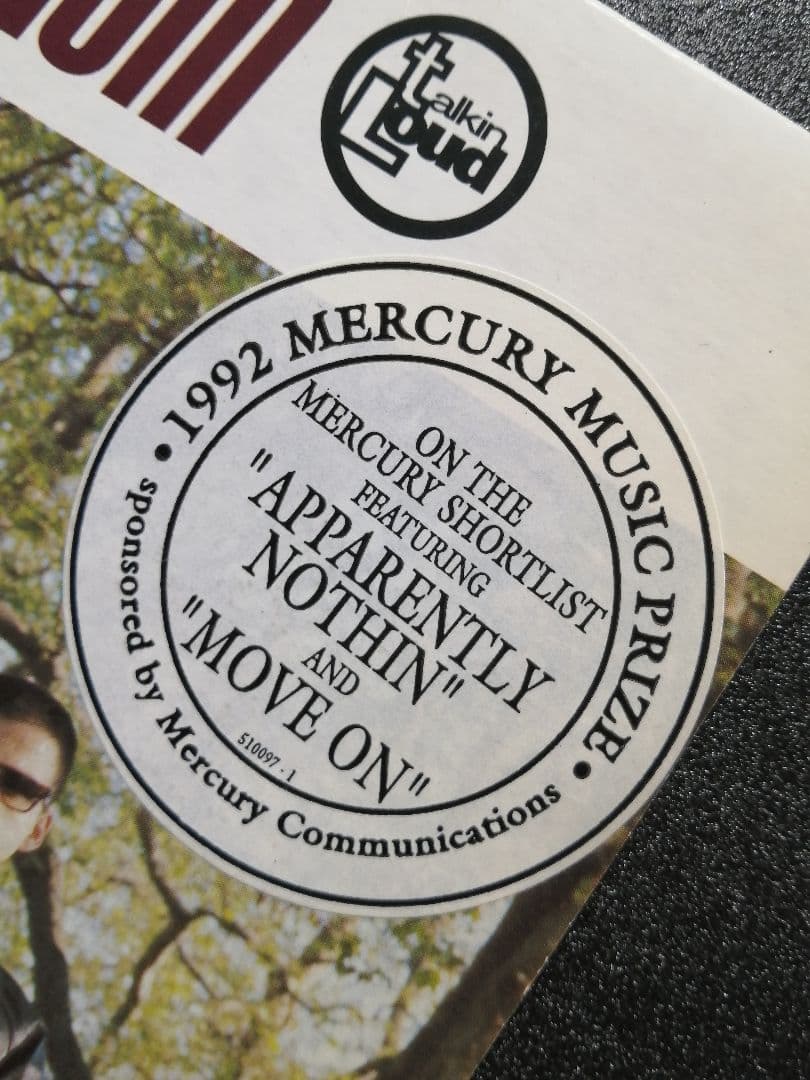 talkin
Loud
1992 MERCURY MUSIC PRIZE
ON THE
MERCURY SHORTLIST
FEATURING
"APPARENTLY
NOTHIN"
AND
"MOVE ON"
510097 - 1
sponsored by Mercury Communications